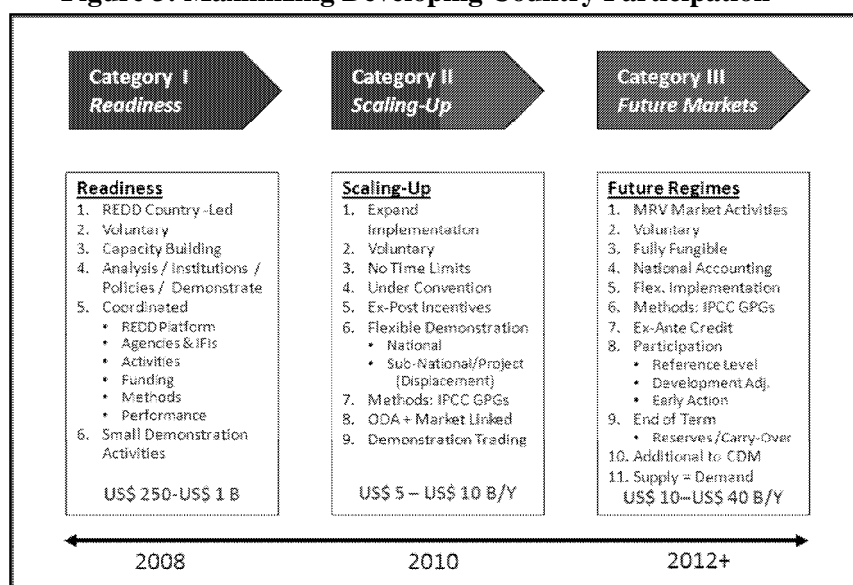 Figure 3: Maximizing Developing Country Participation
Category I
Readiness
Category II
Scaling-Up
Category III
Future Markets
Readiness
1. REDD Country -Led
2. Voluntary
3. Capacity Building
4. Analysis / Institutions /
Policies / Demonstrate
5. Coordinated
• REDD Platform
• Agencies & IFIs
• Activities
• Funding
• Methods
• Performance
6. Small Demonstration
Activities
US$ 250-US$ 1 B
Scaling-Up
1. Expand
Implementation
2. Voluntary
3. No Time Limits
4. Under Convention
5. Ex-Post Incentives
6. Flexible Demonstration
• National
• Sub-National/Project
(Displacement)
7. Methods: IPCC GPGs
8. ODA + Market Linked
9. Demonstration Trading
US$ 5 – US$ 10 B/Y
Future Regimes
1. MRV Market Activities
2. Voluntary
3. Fully Fungible
4. National Accounting
5. Flex. Implementation
6. Methods: IPCC GPGs
7. Ex-Ante Credit
8. Participation
• Reference Level
• Development Adj.
• Early Action
9. End of Term
• Reserves /Carry-Over
10. Additional to CDM
11. Supply = Demand
US$ 10–US$ 40 B/Y
2008
2010
2012+